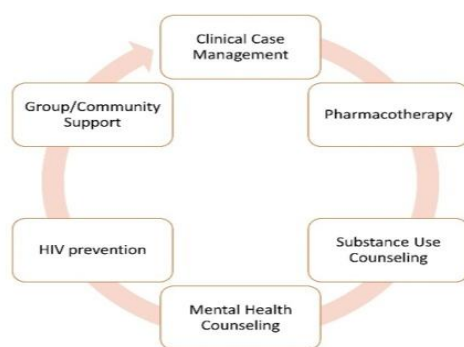 Clinical Case
Management
Pharmacotherapy
Substance Use
Counseling
Mental Health
Counseling
HIV prevention
Group/Community
Support